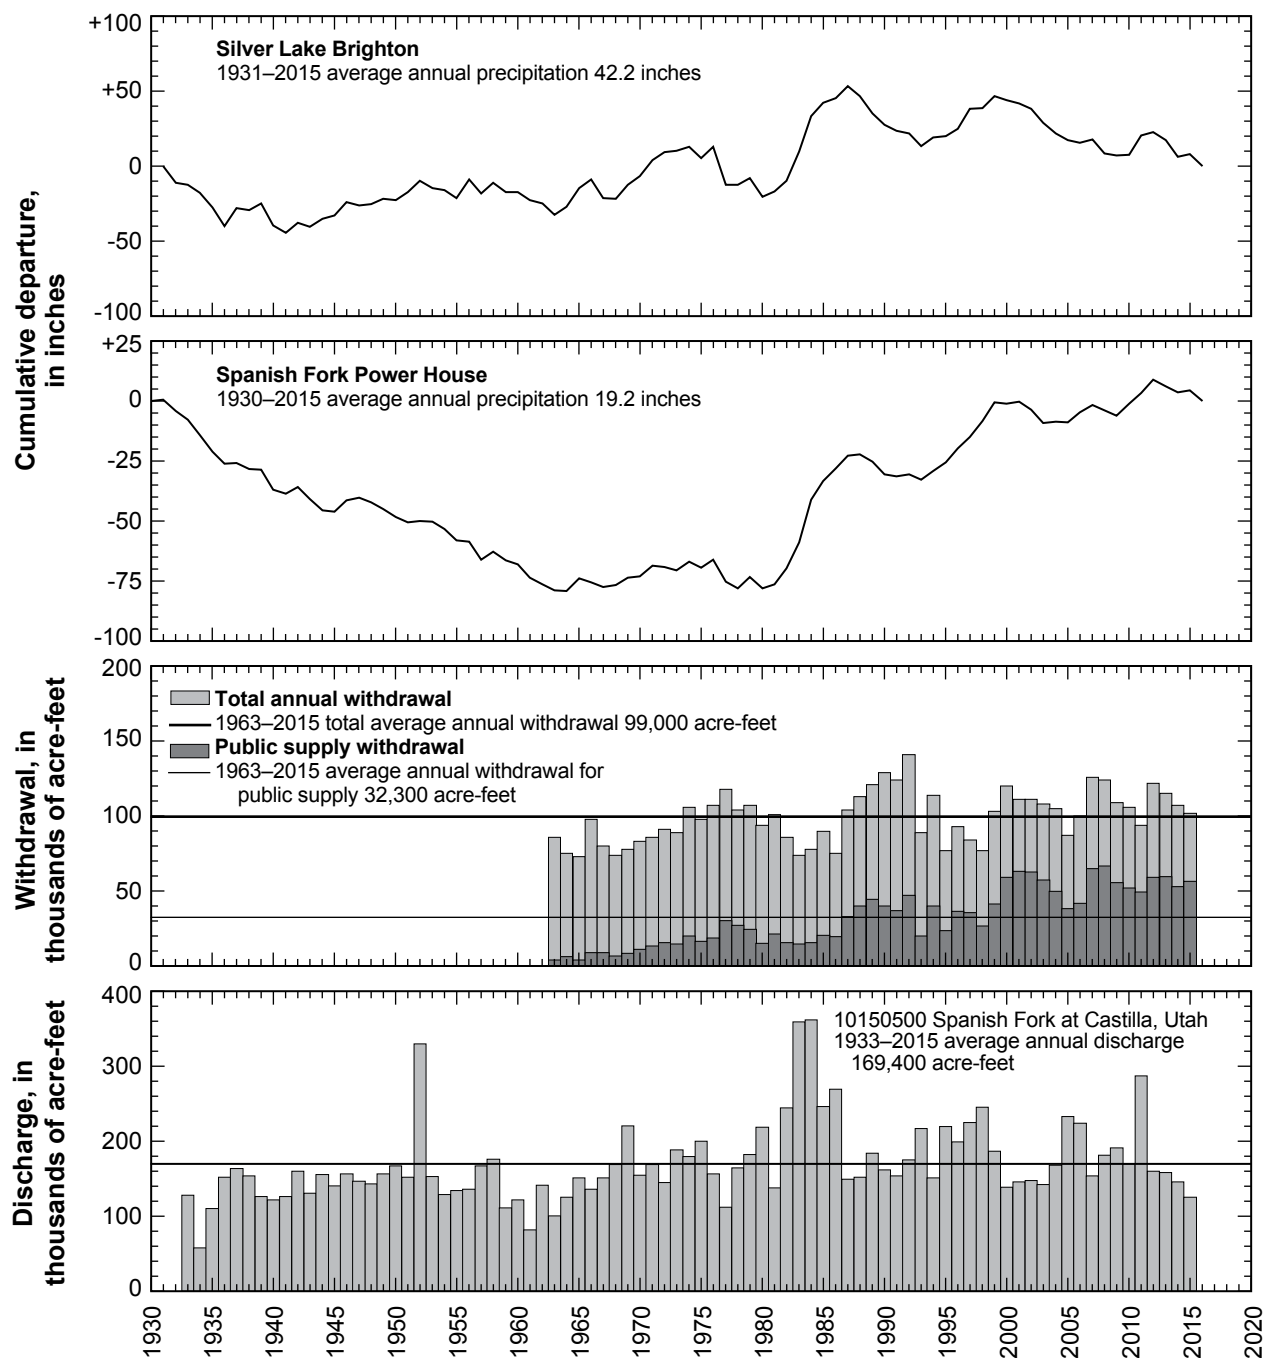 Cumulative departure,
in inches
+100
+50
0
-50
-100
Silver Lake Brighton
1931–2015 average annual precipitation 42.2 inches
+25
0
-25
-50
-75
-100
Spanish Fork Power House
1930–2015 average annual precipitation 19.2 inches
Withdrawal, in
thousands of acre-feet
200
150
100
50
0
Total annual withdrawal
1963–2015 total average annual withdrawal 99,000 acre-feet
Public supply withdrawal
1963–2015 average annual withdrawal for
public supply 32,300 acre-feet
Discharge, in
thousands of acre-feet
400
300
200
100
0
10150500 Spanish Fork at Castilla, Utah
1933–2015 average annual discharge
169,400 acre-feet
1930
1935
1940
1945
1950
1955
1960
1965
1970
1975
1980
1985
1990
1995
2000
2005
2010
2015
2020